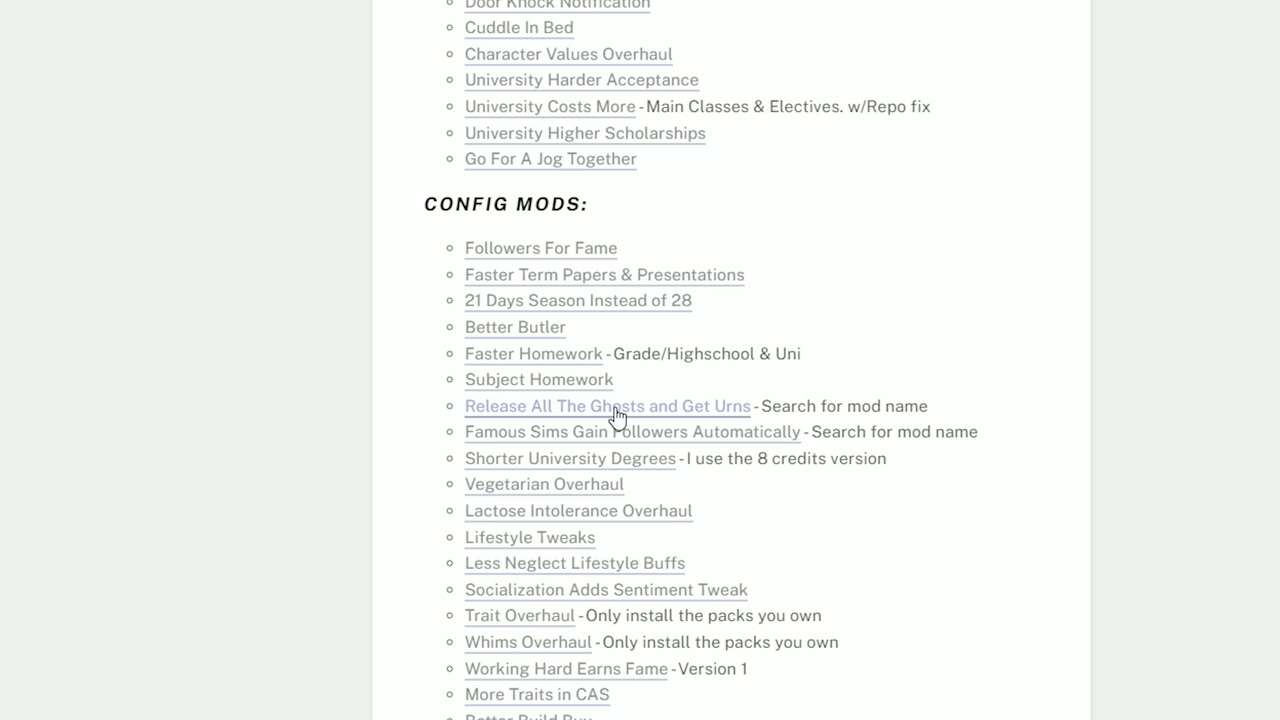 Door Knock Notification
Cuddle In Bed
Character Values Overhaul
University Harder Acceptance
University Costs More - Main Classes & Electives. w/Repo fix
University Higher Scholarships
Go For A Jog Together
CONFIG MODS:
Followers For Fame
Faster Term Papers & Presentations
21 Days Season Instead of 28
Better Butler
Faster Homework - Grade/Highschool & Uni
Subject Homework
Release All The Ghosts and Get Urns - Search for mod name
Famous Sims Gain Followers Automatically - Search for mod name
Shorter University Degrees - I use the 8 credits version
Vegetarian Overhaul
Lactose Intolerance Overhaul
Lifestyle Tweaks
Less Neglect Lifestyle Buffs
Socialization Adds Sentiment Tweak
Trait Overhaul - Only install the packs you own
Whims Overhaul - Only install the packs you own
Working Hard Earns Fame - Version 1
More Traits in CAS
Better Build Buy